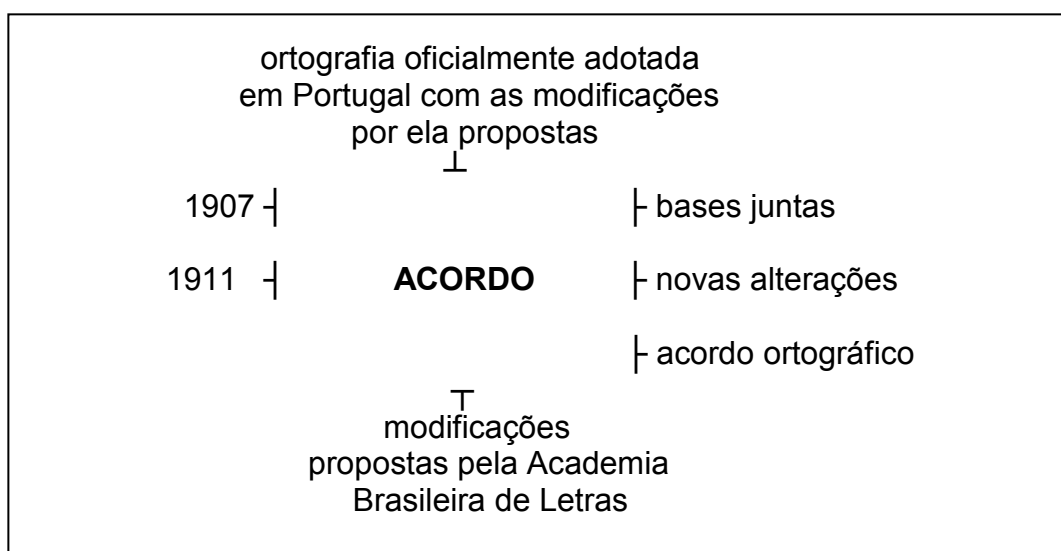 ortografia oficialmente adotada
em Portugal com as modificações
por ela propostas
1907 bases juntas
1911 ACORDO novas alterações
acordo ortográfico
modificações
propostas pela Academia
Brasileira de Letras